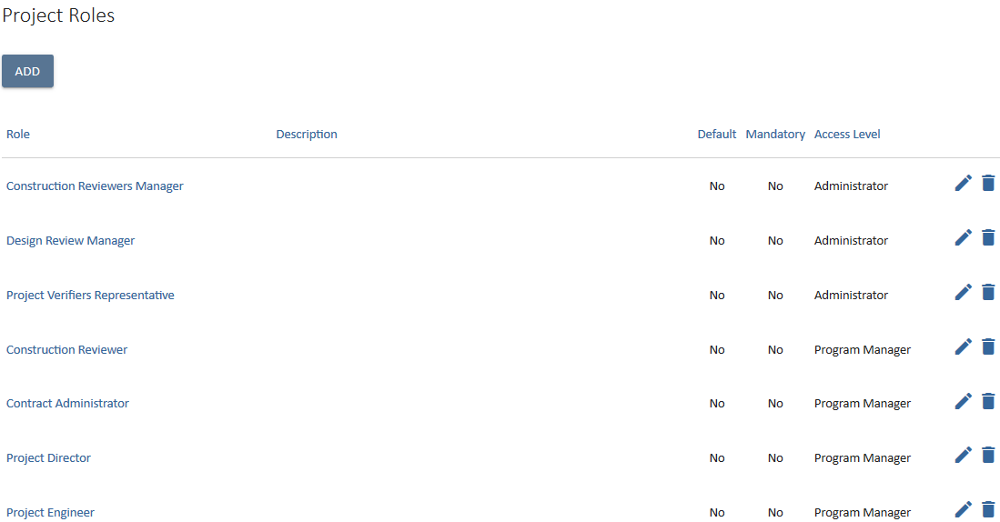 Project Roles
ADD
Role Description Default Mandatory Access Level
Construction Reviewers Manager No No Administrator
Design Review Manager No No Administrator
Project Verifiers Representative No No Administrator
Construction Reviewer No No Program Manager
Contract Administrator No No Program Manager
Project Director No No Program Manager
Project Engineer No No Program Manager